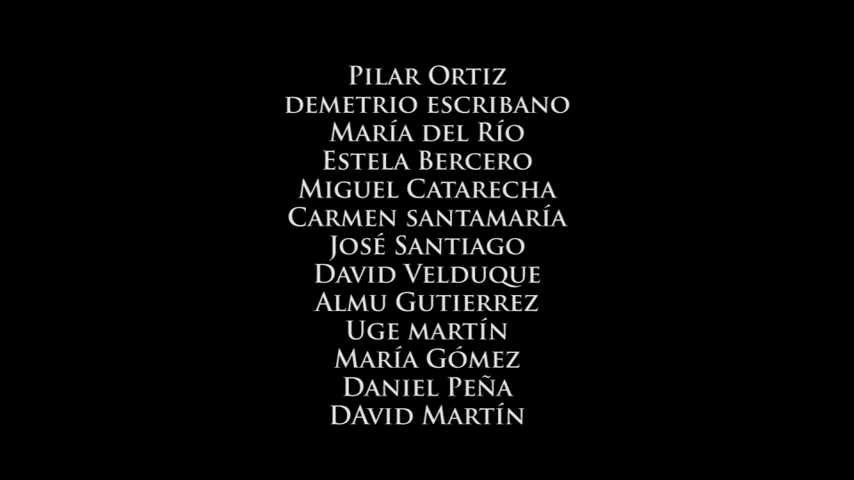 Pilar Ortiz
demetrio escribano
María del Río
Estela Bercero
Miguel Catarecha
Carmen santamaría
José Santiago
David Velduque
Almu Gutierrez
Uge martín
María Gómez
Daniel Peña
DAvid Martín